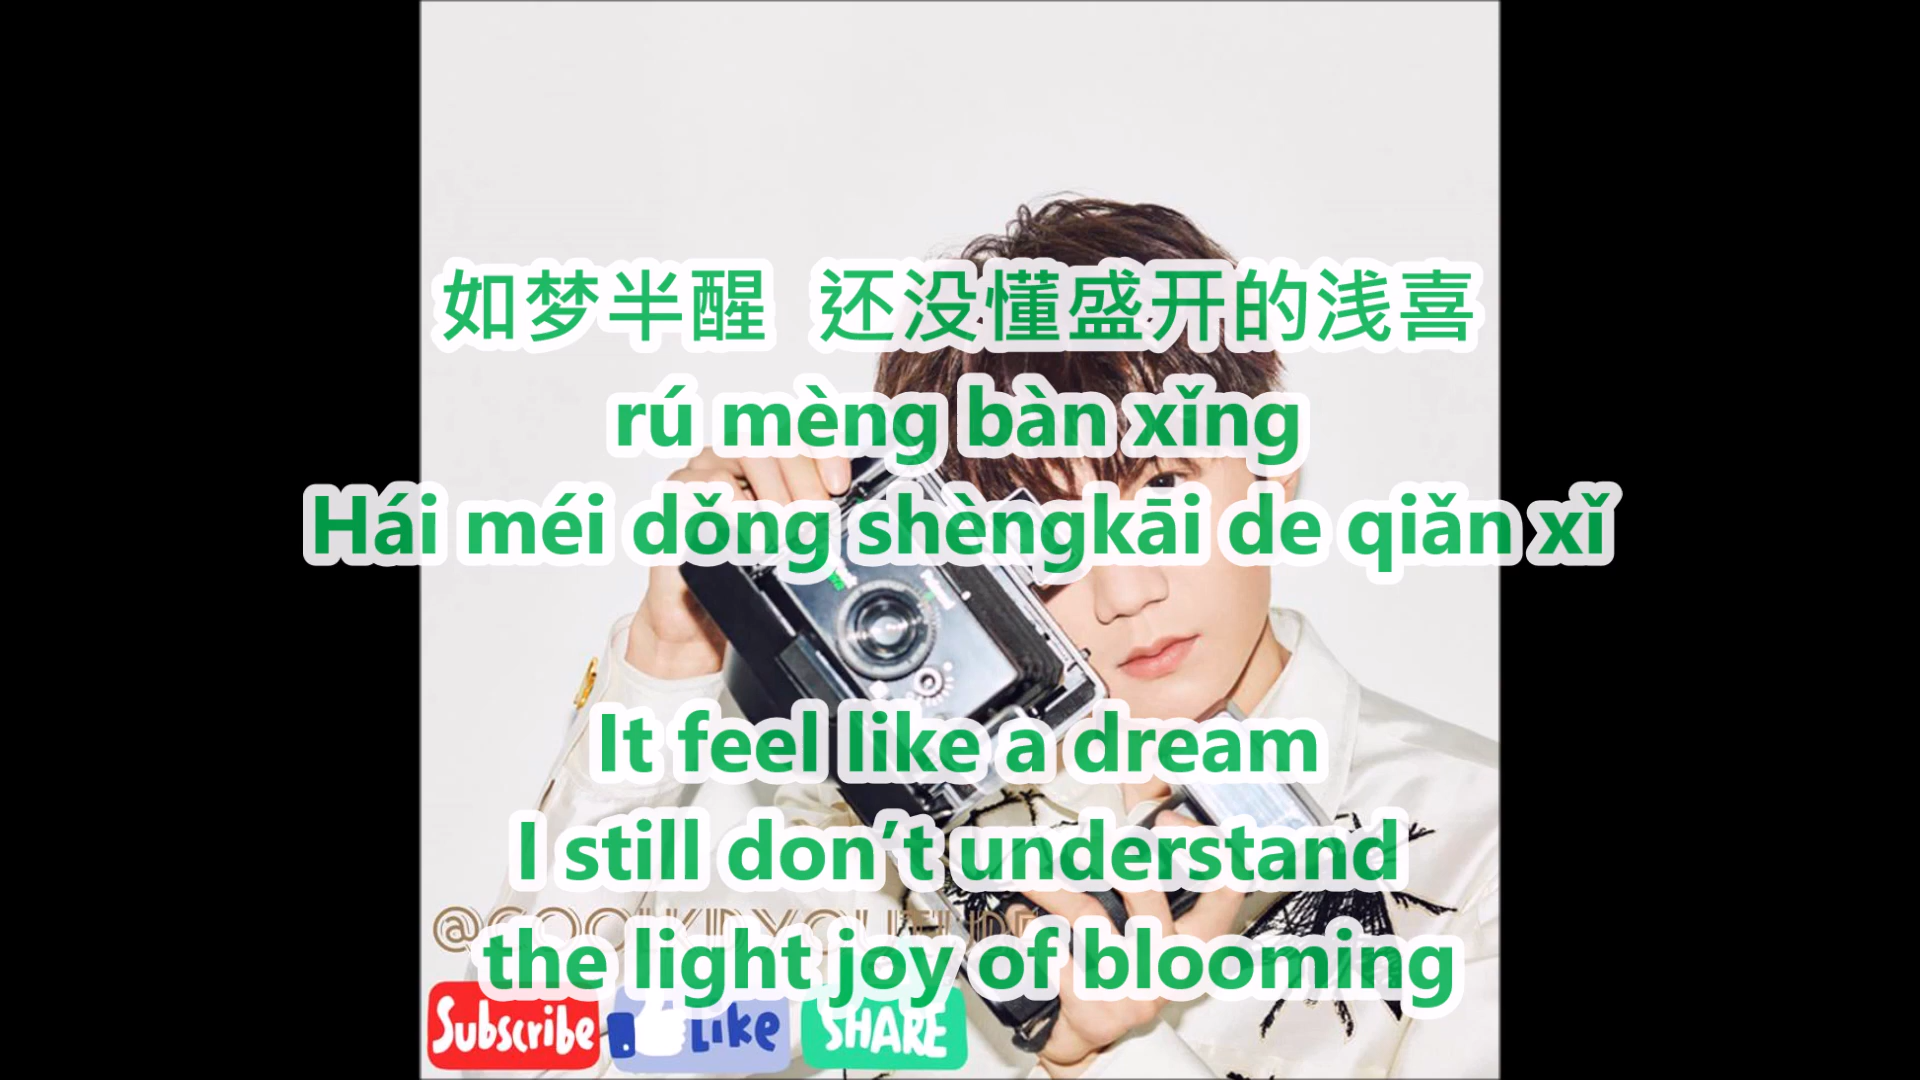 如梦半醒 还没懂盛开的浅喜
rú mèng bàn xǐng
Hái méi dǒng shèngkāi de qiǎn xǐ
It feel like a dream
I still don’t understand
the light joy of blooming
Subscribe Like SHARE